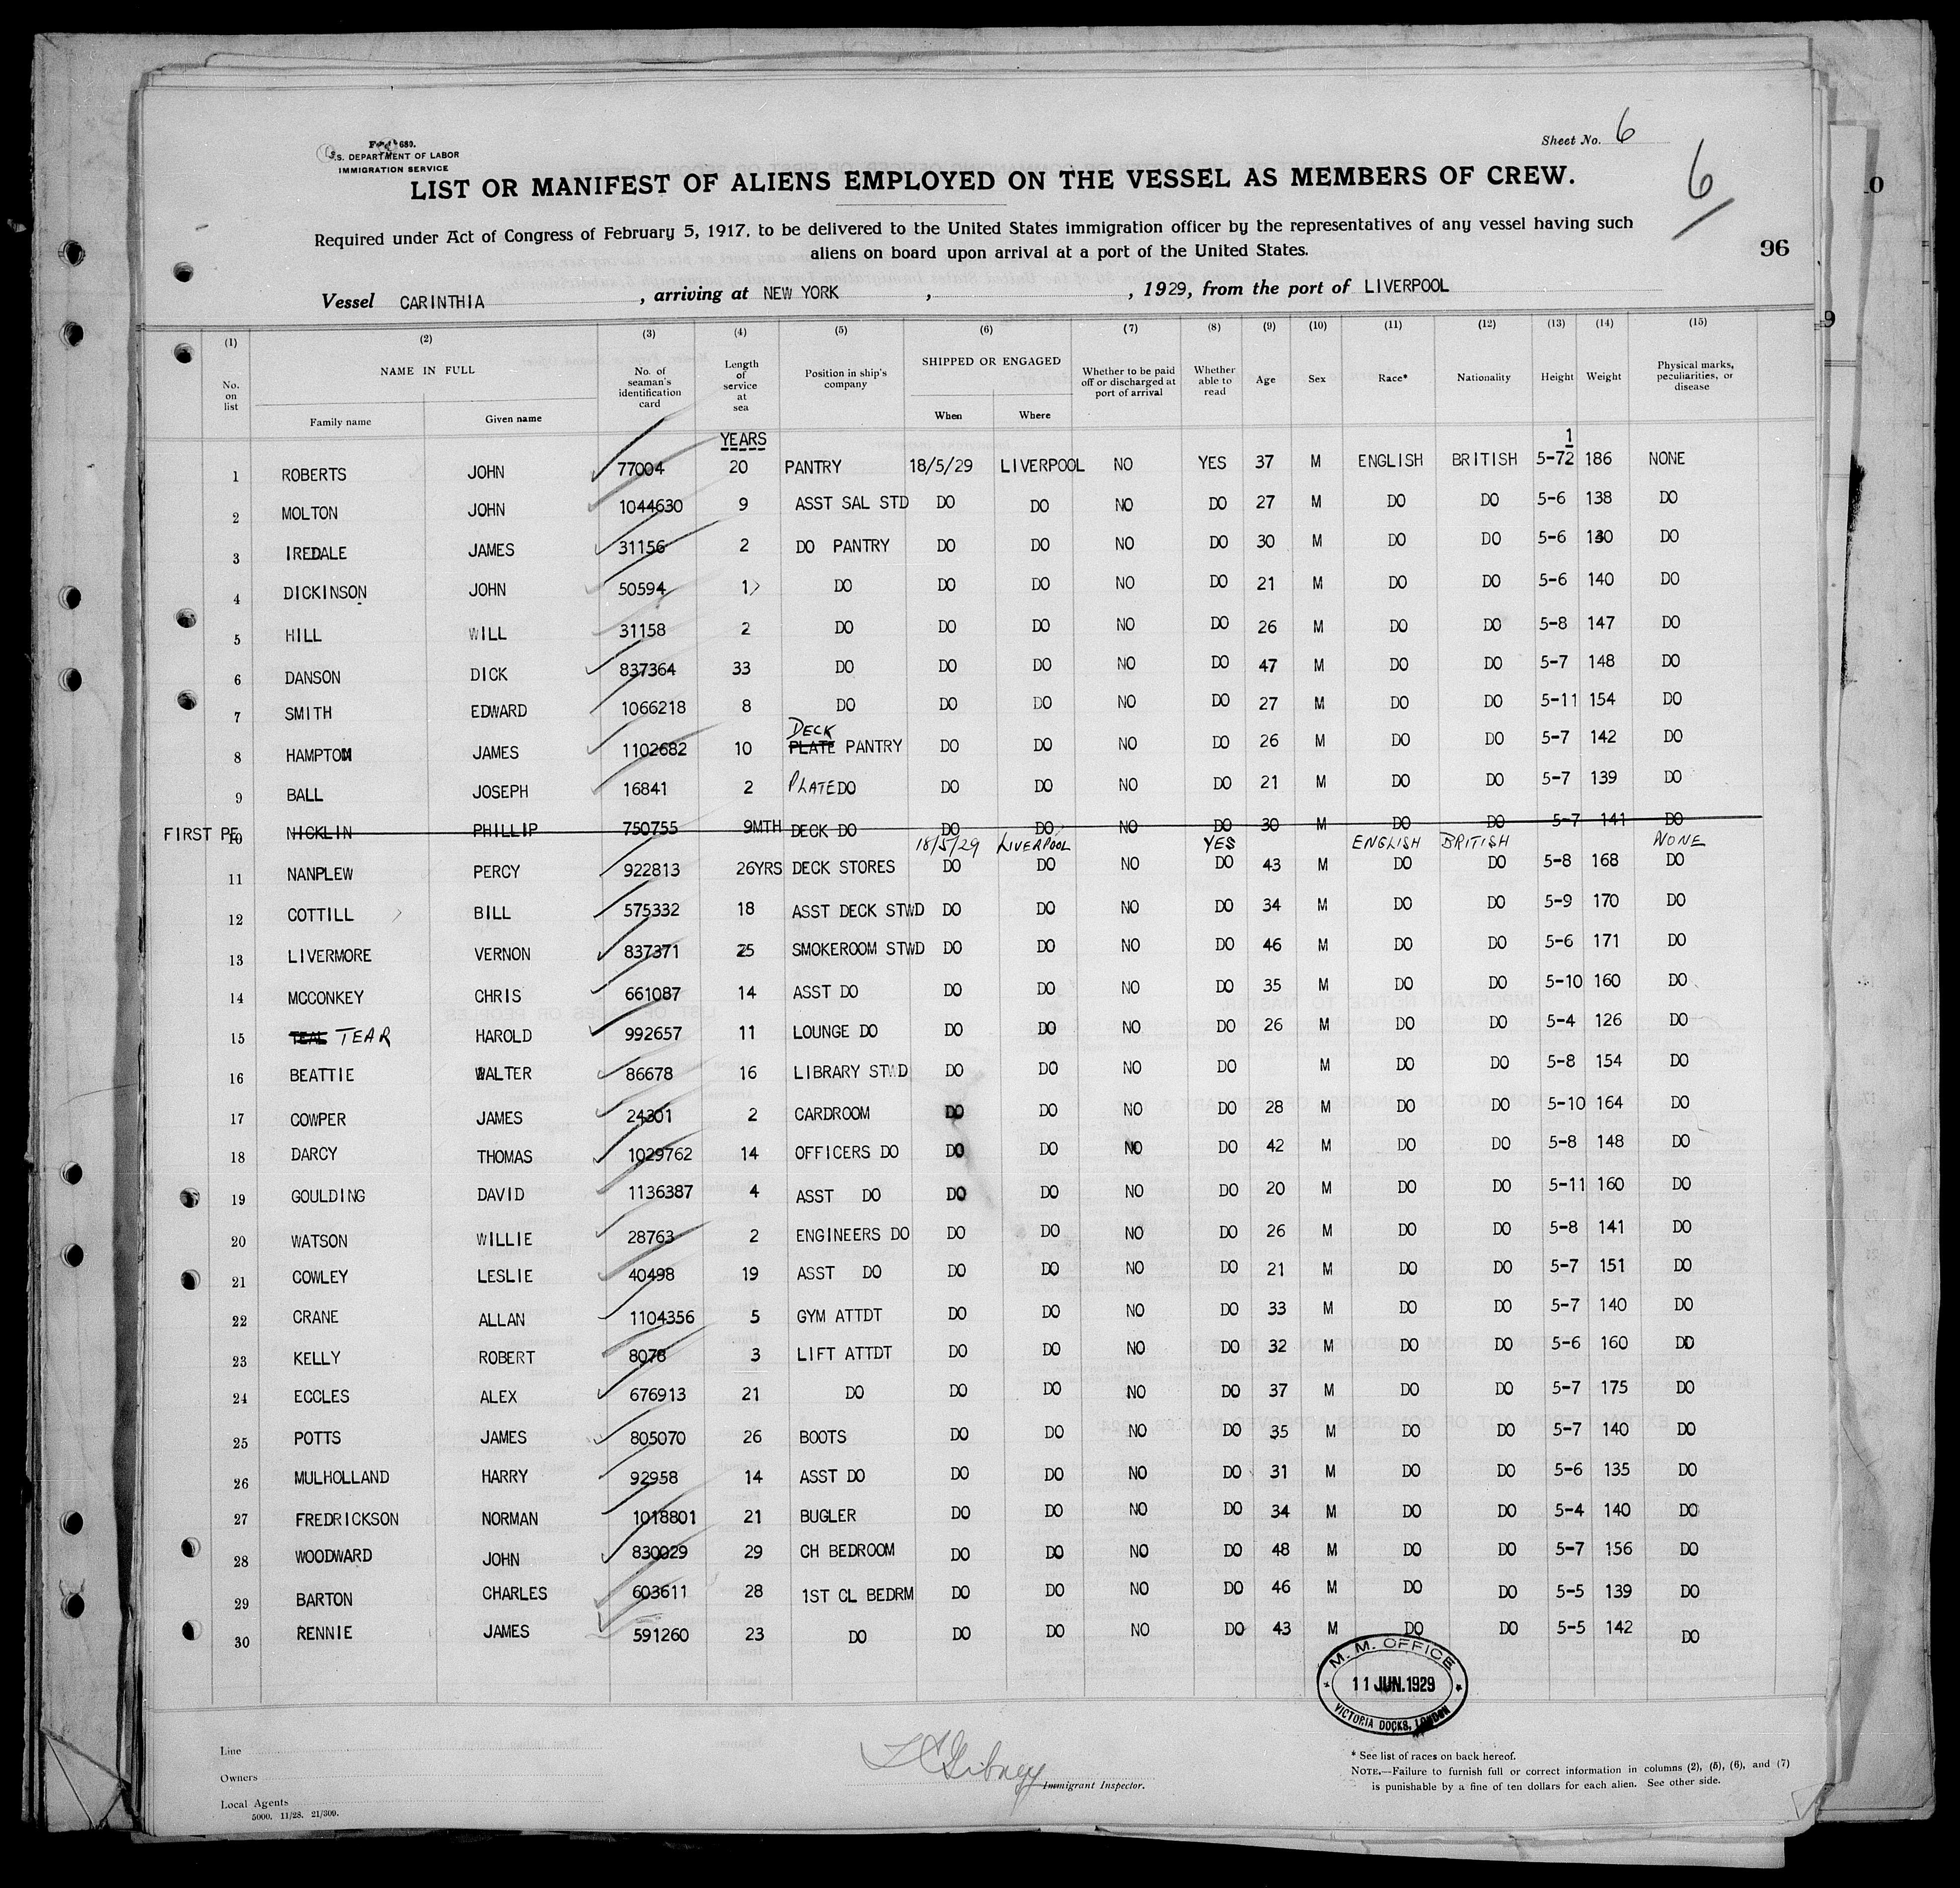 Sheet No. 6
6
680.
S. DEPARTMENT OF LABOR
IMMIGRATION SERVICE
LIST OR MANIFEST OF ALIENS EMPLOYED ON THE VESSEL AS MEMBERS OF CREW.
Required under Act of Congress of February 5, 1917, to be delivered to the United States immigration officer by the representatives of any vessel having such
aliens on board upon arrival at a port of the United States.
96
Vessel CARINTHIA , arriving at NEW YORK , , 1929, from the port of LIVERPOOL
(1) (2) (3) (4) (5) (6) (7) (8) (9) (10) (11) (12) (13) (14) (15)
No. on list NAME IN FULL Family name Given name No. of seaman's identification card Length of service at sea Position in ship's company SHIPPED OR ENGAGED When Where Whether to be paid off or discharged at port of arrival Whether able to read Age Sex Race* Nationality Height Weight Physical marks, peculiarities, or disease
YEARS 1
1 ROBERTS JOHN 77004 20 PANTRY 18/5/29 LIVERPOOL NO YES 37 M ENGLISH BRITISH 5-72 186 NONE
2 MOLTON JOHN 1044630 9 ASST SAL STD DO DO NO DO 27 M DO DO 5-6 138 DO
3 IREDALE JAMES 31156 2 DO PANTRY DO DO NO DO 30 M DO DO 5-6 130 DO
4 DICKINSON JOHN 50594 1 DO DO DO NO DO 21 M DO DO 5-6 140 DO
5 HILL WILL 31158 2 DO DO DO NO DO 26 M DO DO 5-8 147 DO
6 DANSON DICK 837364 33 DO DO DO NO DO 47 M DO DO 5-7 148 DO
7 SMITH EDWARD 1066218 8 DO DO DO NO DO 27 M DO DO 5-11 154 DO
DECK
8 HAMPTON JAMES 1102682 10 PLATE PANTRY DO DO NO DO 26 M DO DO 5-7 142 DO
9 BALL JOSEPH 16841 2 PLATE DO DO DO NO DO 21 M DO DO 5-7 139 DO
FIRST PE 10 NICKLIN PHILLIP 750755 9MTH DECK DO DO DO NO DO 30 M DO DO 5-7 141 DO
18/5/29 LIVERPOOL YES ENGLISH BRITISH NONE
11 NANPLEW PERCY 922813 26YRS DECK STORES DO DO NO DO 43 M DO DO 5-8 168 DO
12 COTTILL BILL 575332 18 ASST DECK STWD DO DO NO DO 34 M DO DO 5-9 170 DO
13 LIVERMORE VERNON 837371 25 SMOKEROOM STWD DO DO NO DO 46 M DO DO 5-6 171 DO
14 MCCONKEY CHRIS 661087 14 ASST DO DO DO NO DO 35 M DO DO 5-10 160 DO
15 TEAL TEAR HAROLD 992657 11 LOUNGE DO DO DO NO DO 26 M DO DO 5-4 126 DO
16 BEATTIE WALTER 86678 16 LIBRARY STWD DO DO NO DO M DO DO 5-8 154 DO
17 COWPER JAMES 24301 2 CARDROOM DO DO NO DO 28 M DO DO 5-10 164 DO
18 DARCY THOMAS 1029762 14 OFFICERS DO DO DO NO DO 42 M DO DO 5-8 148 DO
19 GOULDING DAVID 1136387 4 ASST DO DO DO NO DO 20 M DO DO 5-11 160 DO
20 WATSON WILLIE 28763 2 ENGINEERS DO DO DO NO DO 26 M DO DO 5-8 141 DO
21 COWLEY LESLIE 40498 19 ASST DO DO DO NO DO 21 M DO DO 5-7 151 DO
22 CRANE ALLAN 1104356 5 GYM ATTDT DO DO NO DO 33 M DO DO 5-7 140 DO
23 KELLY ROBERT 8078 3 LIFT ATTDT DO DO NO DO 32 M DO DO 5-6 160 DO
24 ECCLES ALEX 676913 21 DO DO DO NO DO 37 M DO DO 5-7 175 DO
25 POTTS JAMES 805070 26 BOOTS DO DO NO DO 35 M DO DO 5-7 140 DO
26 MULHOLLAND HARRY 92958 14 ASST DO DO DO NO DO 31 M DO DO 5-6 135 DO
27 FREDRICKSON NORMAN 1018801 21 BUGLER DO DO NO DO 34 M DO DO 5-4 140 DO
28 WOODWARD JOHN 830029 29 CH BEDROOM DO DO NO DO 48 M DO DO 5-7 156 DO
29 BARTON CHARLES 603611 28 1ST CL BEDRM DO DO NO DO 46 M DO DO 5-5 139 DO
30 RENNIE JAMES 591260 23 DO DO DO NO DO 43 M DO DO 5-5 142 DO
M. M. OFFICE
11 JUN. 1929
VICTORIA DOCKS, LONDON
Line
Owners
Local Agents
5000. 11/28. 21/309.
Immigrant Inspector.
* See list of races on back hereof.
NOTE.—Failure to furnish full or correct information in columns (2), (5), (6), and (7)
is punishable by a fine of ten dollars for each alien. See other side.